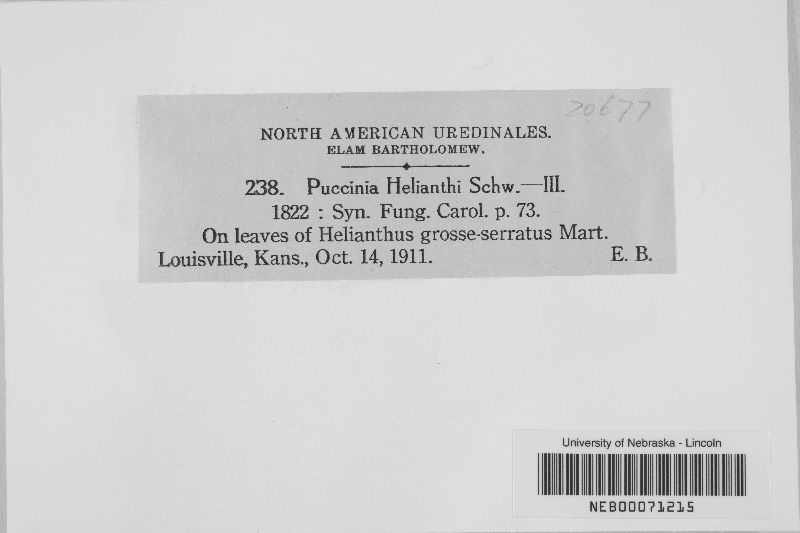 20677
NORTH AMERICAN UREDINALES.
ELAM BARTHOLOMEW.
238. Puccinia Helianthi Schw.—III.
1822 : Syn. Fung. Carol. p. 73.
On leaves of Helianthus grosse-serratus Mart.
Louisville, Kans., Oct. 14, 1911. E. B.
University of Nebraska - Lincoln
NEB00071215